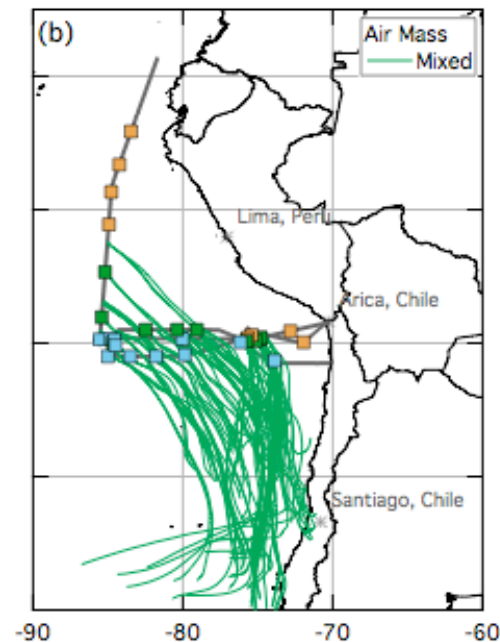 (b)
Air Mass
Mixed
Lima, Peru
Arica, Chile
Santiago, Chile
-90
-80
-70
-60